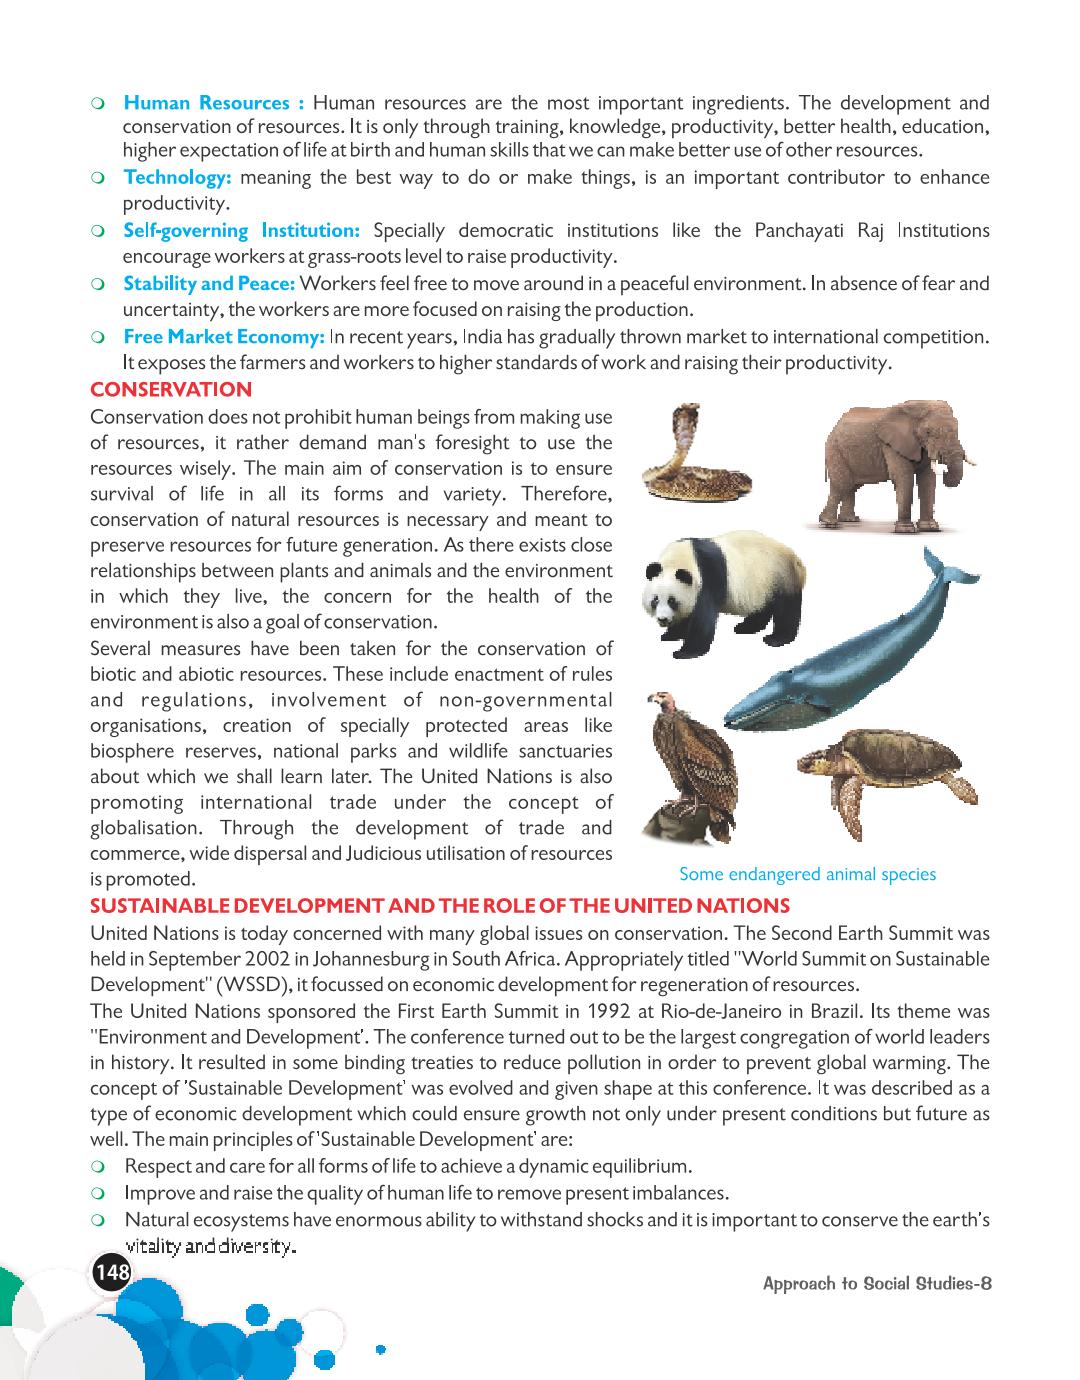 Human Resources : Human resources are the most important ingredients. The development and
conservation of resources. It is only through training, knowledge, productivity, better health, education,
higher expectation of life at birth and human skills that we can make better use of other resources.
Technology: meaning the best way to do or make things, is an important contributor to enhance
productivity.
Self-governing Institution: Specially democratic institutions like the Panchayati Raj Institutions
encourage workers at grass-roots level to raise productivity.
Stability and Peace: Workers feel free to move around in a peaceful environment. In absence of fear and
uncertainty, the workers are more focused on raising the production.
Free Market Economy: In recent years, India has gradually thrown market to international competition.
It exposes the farmers and workers to higher standards of work and raising their productivity.
CONSERVATION
Conservation does not prohibit human beings from making use
of resources, it rather demand man's foresight to use the
resources wisely. The main aim of conservation is to ensure
survival of life in all its forms and variety. Therefore,
conservation of natural resources is necessary and meant to
preserve resources for future generation. As there exists close
relationships between plants and animals and the environment
in which they live, the concern for the health of the
environment is also a goal of conservation.
Several measures have been taken for the conservation of
biotic and abiotic resources. These include enactment of rules
and regulations, involvement of non-governmental
organisations, creation of specially protected areas like
biosphere reserves, national parks and wildlife sanctuaries
about which we shall learn later. The United Nations is also
promoting international trade under the concept of
globalisation. Through the development of trade and
commerce, wide dispersal and Judicious utilisation of resources
is promoted.
Some endangered animal species
SUSTAINABLE DEVELOPMENT AND THE ROLE OF THE UNITED NATIONS
United Nations is today concerned with many global issues on conservation. The Second Earth Summit was
held in September 2002 in Johannesburg in South Africa. Appropriately titled "World Summit on Sustainable
Development" (WSSD), it focussed on economic development for regeneration of resources.
The United Nations sponsored the First Earth Summit in 1992 at Rio-de-Janeiro in Brazil. Its theme was
"Environment and Development'. The conference turned out to be the largest congregation of world leaders
in history. It resulted in some binding treaties to reduce pollution in order to prevent global warming. The
concept of 'Sustainable Development' was evolved and given shape at this conference. It was described as a
type of economic development which could ensure growth not only under present conditions but future as
well. The main principles of 'Sustainable Development' are:
Respect and care for all forms of life to achieve a dynamic equilibrium.
Improve and raise the quality of human life to remove present imbalances.
Natural ecosystems have enormous ability to withstand shocks and it is important to conserve the earth's
vitality and diversity.
148
Approach to Social Studies-8